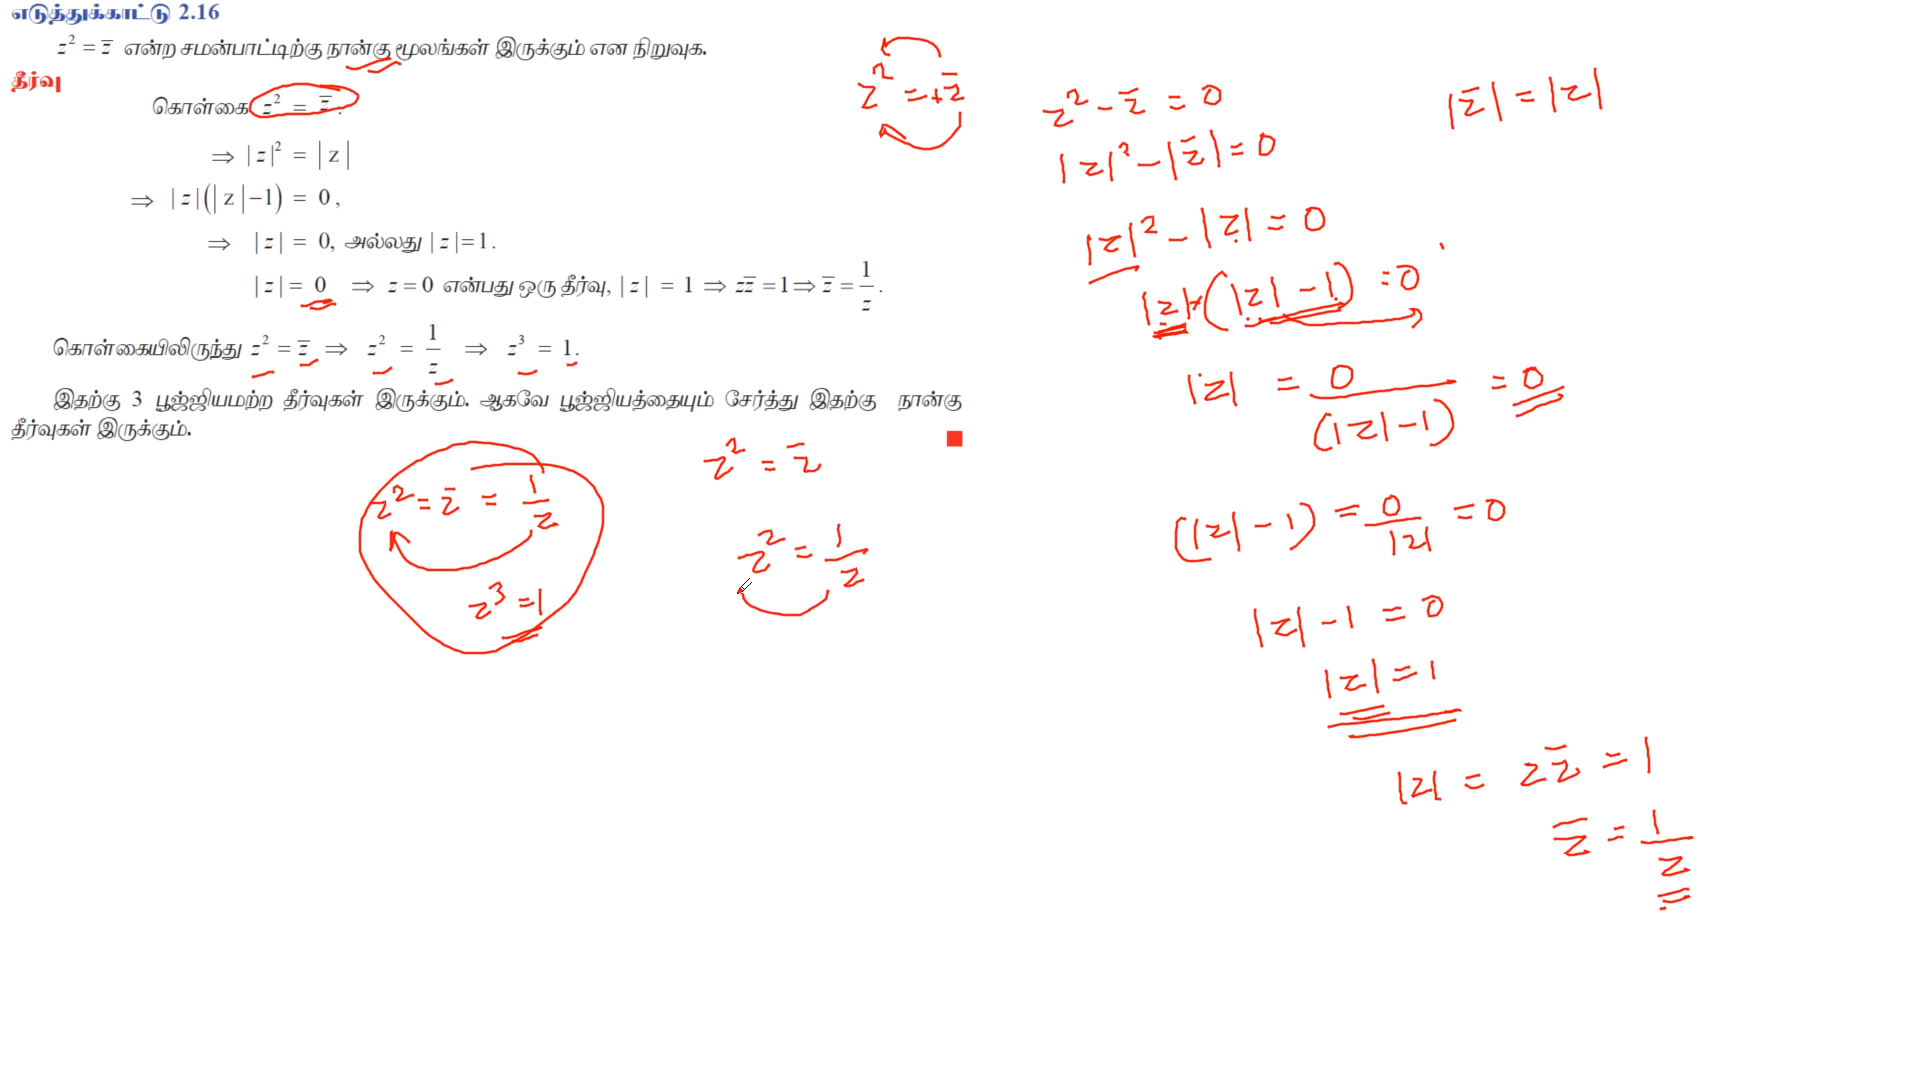 எடுத்துக்காட்டு 2.16
z² = z̅ என்ற சமன்பாட்டிற்கு நான்கு மூலங்கள் இருக்கும் என நிறுவுக.
தீர்வு
கொள்கை z² = z̅.
⇒ |z|² = |z|
⇒ |z|(|z|−1) = 0,
⇒ |z| = 0, அல்லது |z|=1.
|z| = 0 ⇒ z=0 என்பது ஒரு தீர்வு, |z| = 1 ⇒ zz̅ = 1 ⇒ z̅ = 1/z.
கொள்கையிலிருந்து z² = z̅ ⇒ z² = 1/z ⇒ z³ = 1.
இதற்கு 3 பூஜ்ஜியமற்ற தீர்வுகள் இருக்கும். ஆகவே பூஜ்ஜியத்தையும் சேர்த்து இதற்கு நான்கு
தீர்வுகள் இருக்கும்.
z² = z̅ = 1/z
z³ = 1
z² = +z̅
z² = z̅
z² = 1/z
z² − z̅ = 0
|z|² − |z̅| = 0
|z|² − |z| = 0
|z| × (|z| − 1) = 0
|z| = 0/(|z| − 1) = 0
(|z| − 1) = 0/|z| = 0
|z| − 1 = 0
|z| = 1
|z| = zz̅ = 1
z̅ = 1/z
|z̅| = |z|